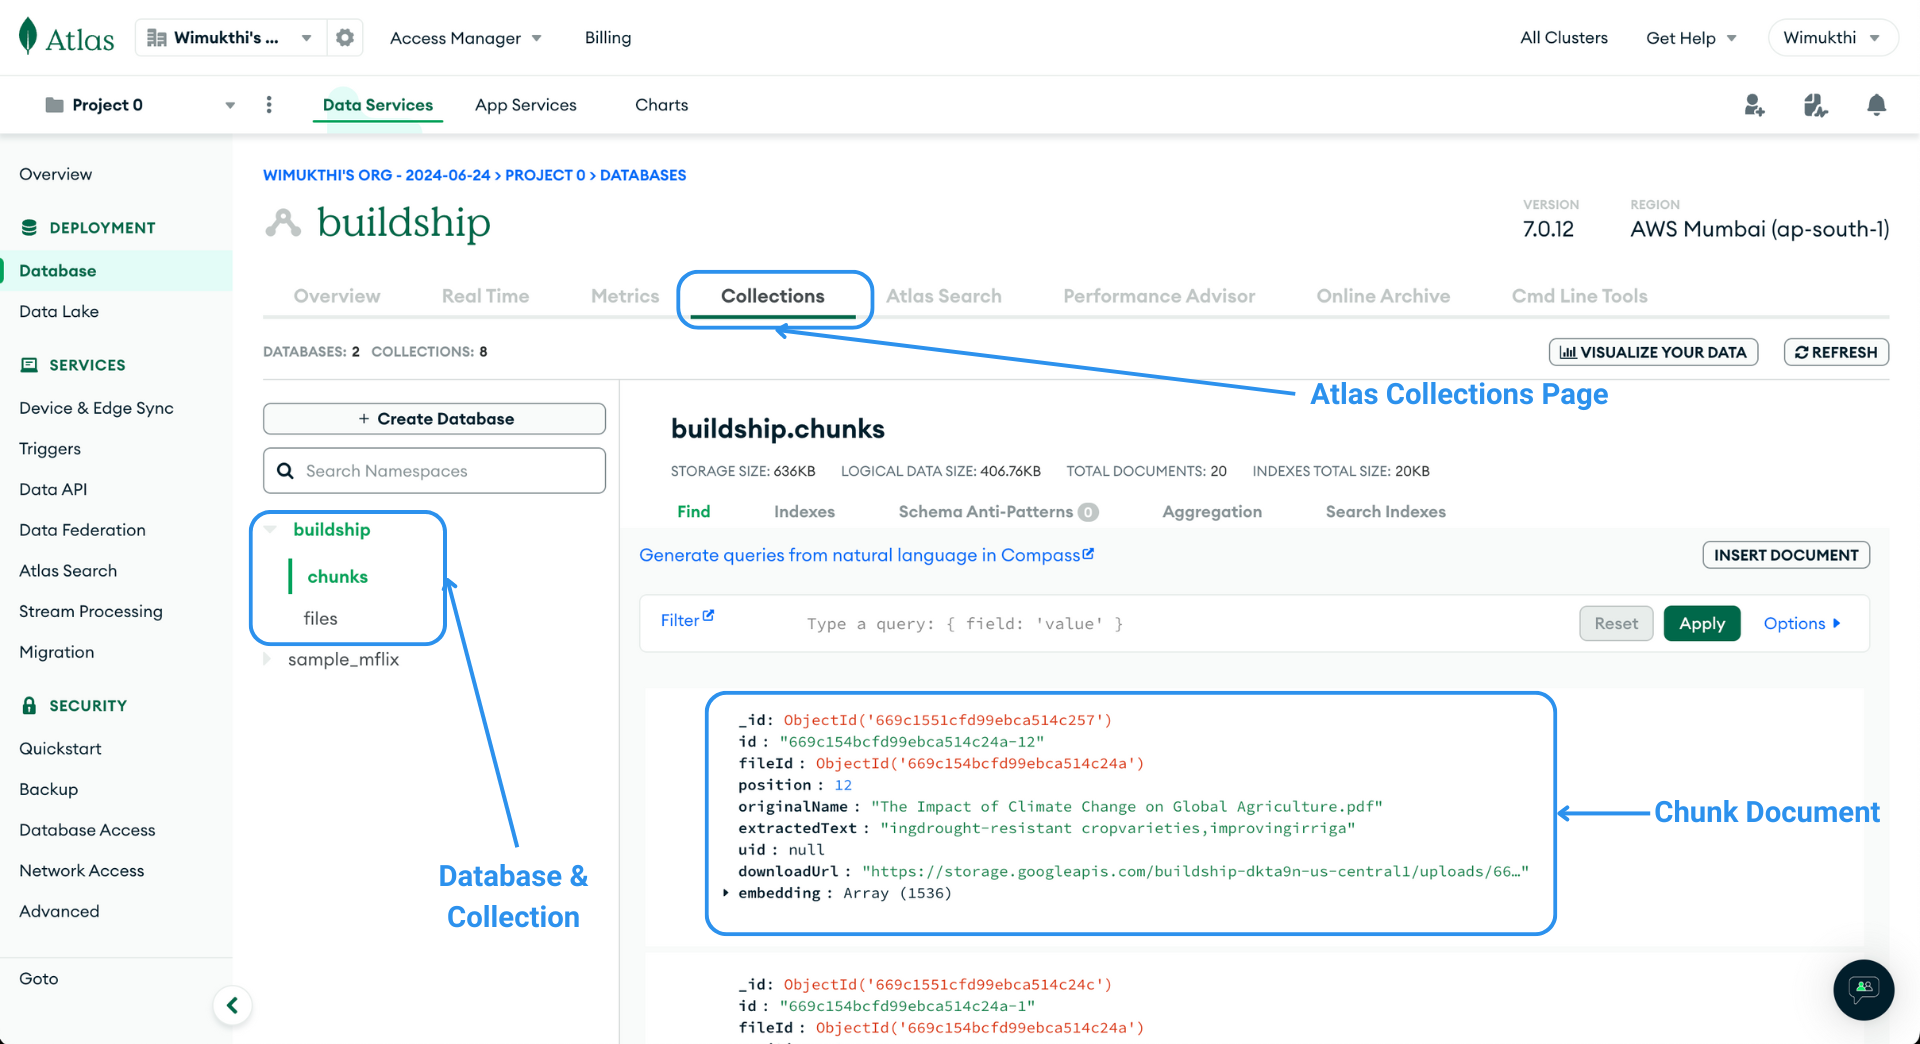 Atlas
Wimukthi's ...
Access Manager
Billing
All Clusters
Get Help
Wimukthi
Project 0
Data Services
App Services
Charts
Overview
DEPLOYMENT
Database
Data Lake
SERVICES
Device & Edge Sync
Triggers
Data API
Data Federation
Atlas Search
Stream Processing
Migration
SECURITY
Quickstart
Backup
Database Access
Network Access
Advanced
Goto
WIMUKTHI'S ORG - 2024-06-24 > PROJECT 0 > DATABASES
buildship
VERSION
7.0.12
REGION
AWS Mumbai (ap-south-1)
Overview
Real Time
Metrics
Collections
Atlas Search
Performance Advisor
Online Archive
Cmd Line Tools
DATABASES: 2 COLLECTIONS: 8
VISUALIZE YOUR DATA
REFRESH
Atlas Collections Page
+ Create Database
Search Namespaces
buildship
chunks
files
sample_mflix
Database &
Collection
buildship.chunks
STORAGE SIZE: 636KB LOGICAL DATA SIZE: 406.76KB TOTAL DOCUMENTS: 20 INDEXES TOTAL SIZE: 20KB
Find
Indexes
Schema Anti-Patterns 0
Aggregation
Search Indexes
Generate queries from natural language in Compass
INSERT DOCUMENT
Filter
Type a query: { field: 'value' }
Reset
Apply
Options
_id: ObjectId('669c1551cfd99ebca514c257')
id : "669c154bcfd99ebca514c24a-12"
fileId : ObjectId('669c154bcfd99ebca514c24a')
position : 12
originalName : "The Impact of Climate Change on Global Agriculture.pdf"
extractedText : "ingdrought-resistant cropvarieties,improvingirriga"
uid : null
downloadUrl : "https://storage.googleapis.com/buildship-dkta9n-us-central1/uploads/66…"
embedding : Array (1536)
Chunk Document
_id: ObjectId('669c1551cfd99ebca514c24c')
id : "669c154bcfd99ebca514c24a-1"
fileId : ObjectId('669c154bcfd99ebca514c24a')